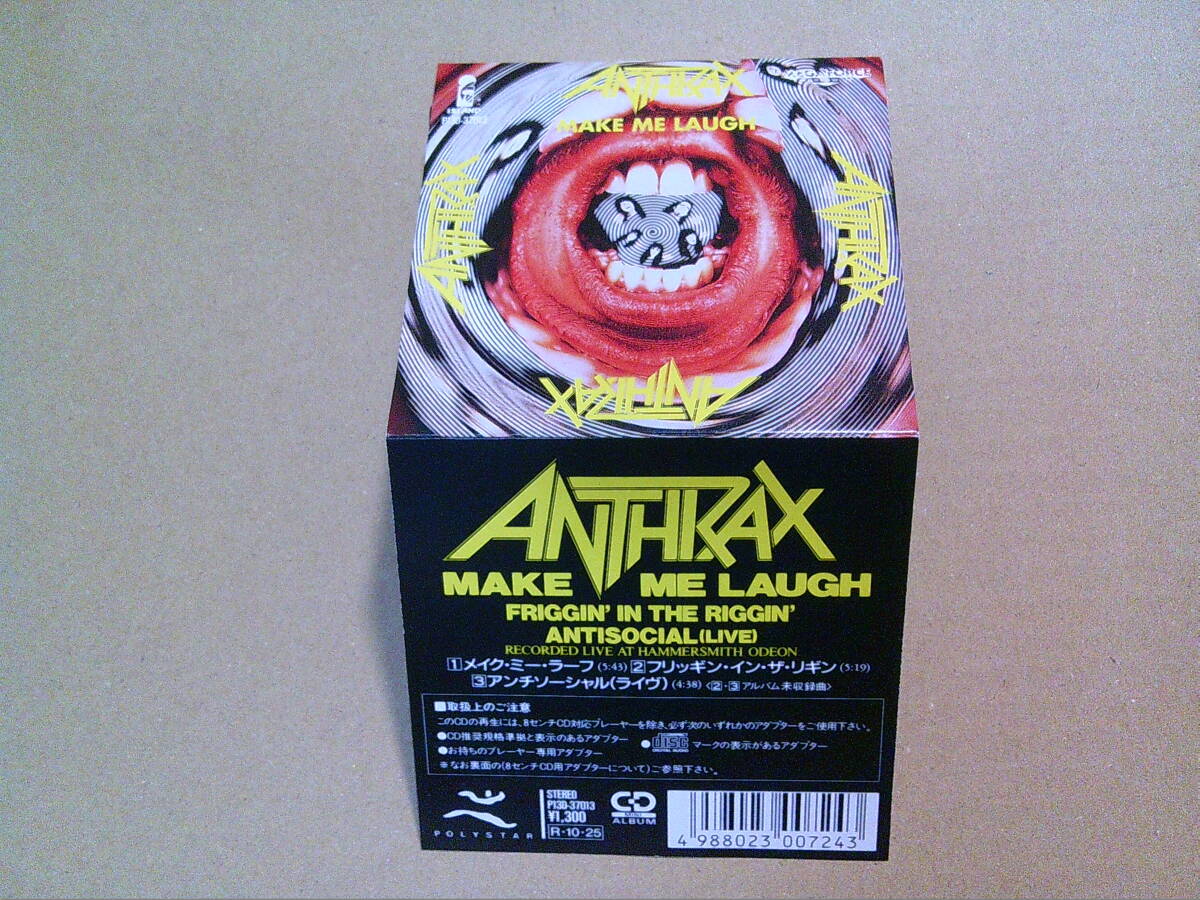 ANTHRAX
MEGAFORCE
ISLAND
P13D-37013
MAKE ME LAUGH
ANTHRAX
ANTHRAX
ANTHRAX
ANTHRAX
MAKE ME LAUGH
FRIGGIN' IN THE RIGGIN'
ANTISOCIAL(LIVE)
RECORDED LIVE AT HAMMERSMITH ODEON
1メイク・ミー・ラーフ (5:43) 2フリッギン・イン・ザ・リギン (5:19)
3アンチソーシャル(ライヴ) (4:38) <2・3アルバム未収録曲>
■取扱上のご注意
このCDの再生には、8センチCD対応プレーヤーを除き、必ず次のいずれかのアダプターをご使用下さい。
●CD推奨規格準拠と表示のあるアダプター ●disc DIGITAL AUDIO マークの表示があるアダプター
●お持ちのプレーヤー専用アダプター
※なお裏面の(8センチCD用アダプターについて)ご参照下さい。
POLYSTAR
STEREO
P13D-37013
¥1,300
R-10・25
CD
MINI
ALBUM
4 988023 007243